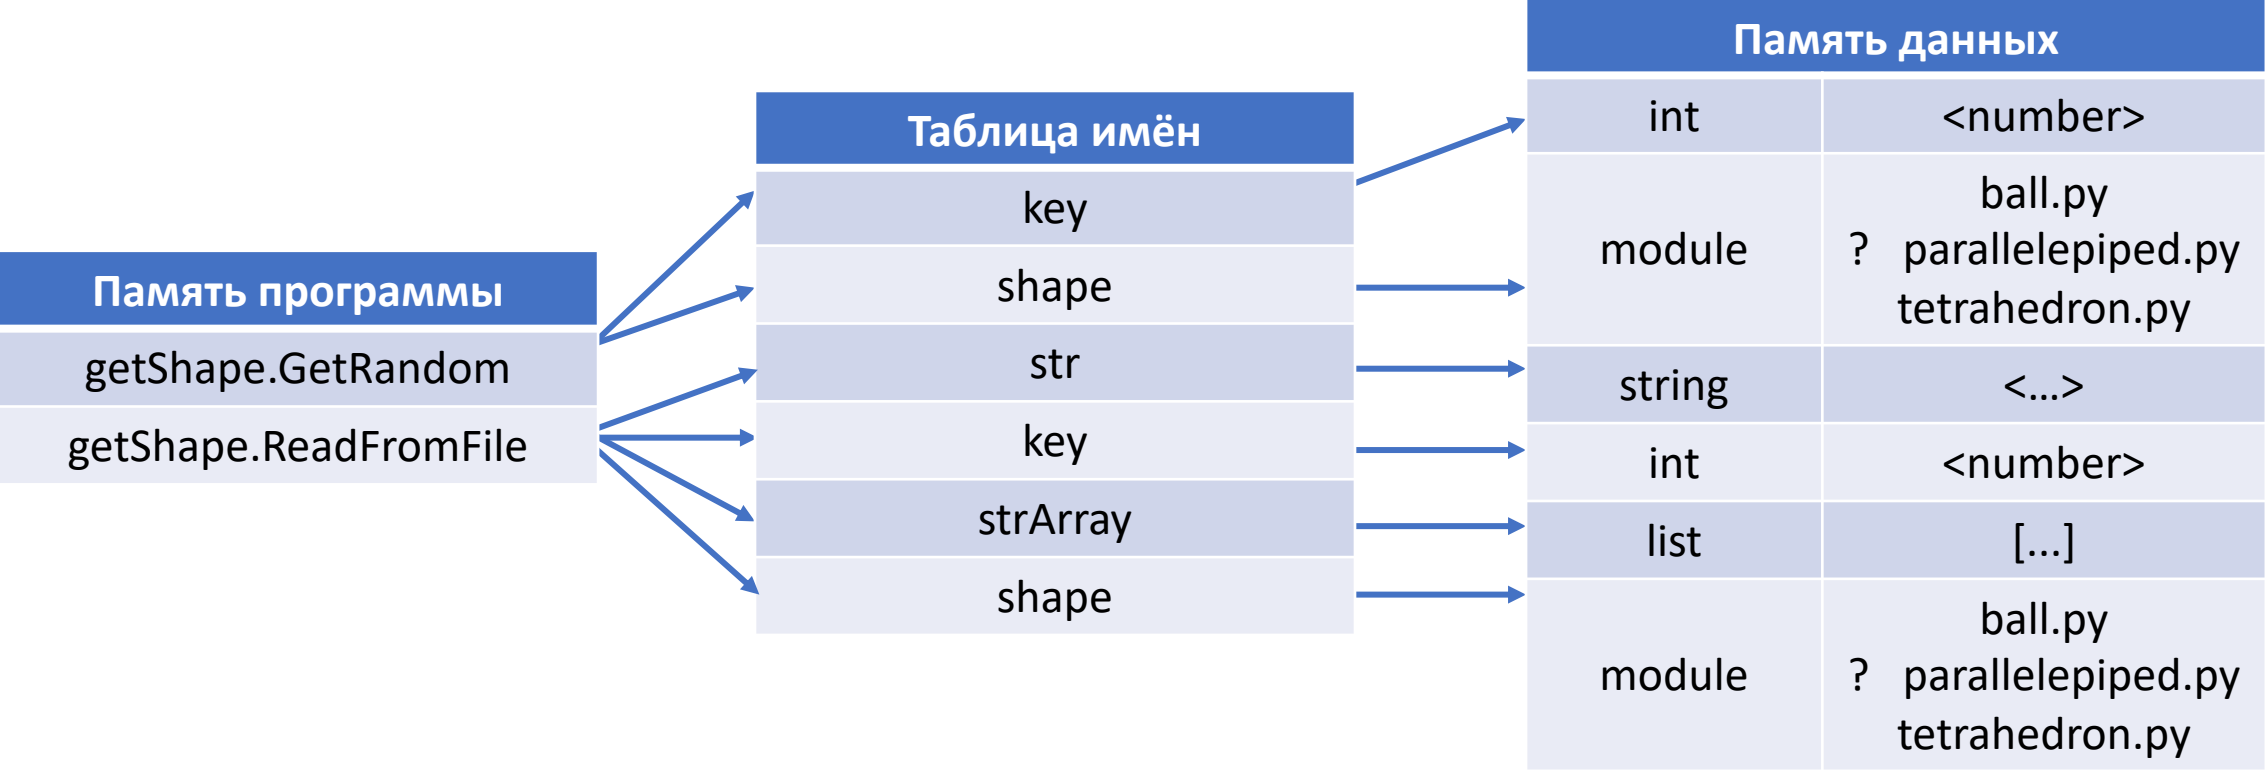 Память программы
getShape.GetRandom
getShape.ReadFromFile
Таблица имён
key
shape
str
key
strArray
shape
Память данных
int <number>
module
ball.py
? parallelepiped.py
tetrahedron.py
string <...>
int <number>
list [...]
module
ball.py
? parallelepiped.py
tetrahedron.py